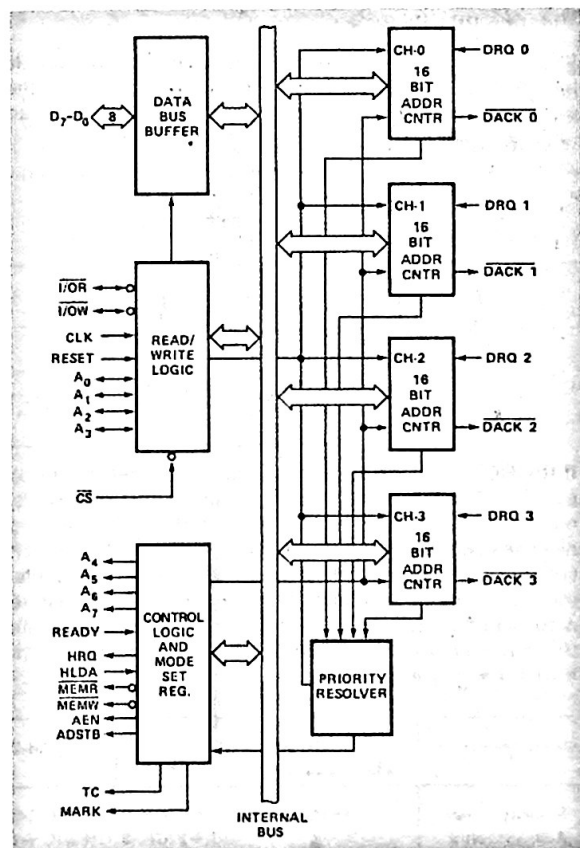 DATA
BUS
BUFFER
D₇-D₀
8
I/OR
I/OW
CLK
RESET
A₀
A₁
A₂
A₃
READ/
WRITE
LOGIC
CS
A₄
A₅
A₆
A₇
READY
HRQ
HLDA
MEMR
MEMW
AEN
ADSTB
TC
MARK
CONTROL
LOGIC
AND
MODE
SET
REG.
INTERNAL
BUS
CH-0
16
BIT
ADDR
CNTR
DRQ 0
DACK 0
CH-1
16
BIT
ADDR
CNTR
DRQ 1
DACK 1
CH-2
16
BIT
ADDR
CNTR
DRQ 2
DACK 2
CH-3
16
BIT
ADDR
CNTR
DRQ 3
DACK 3
PRIORITY
RESOLVER